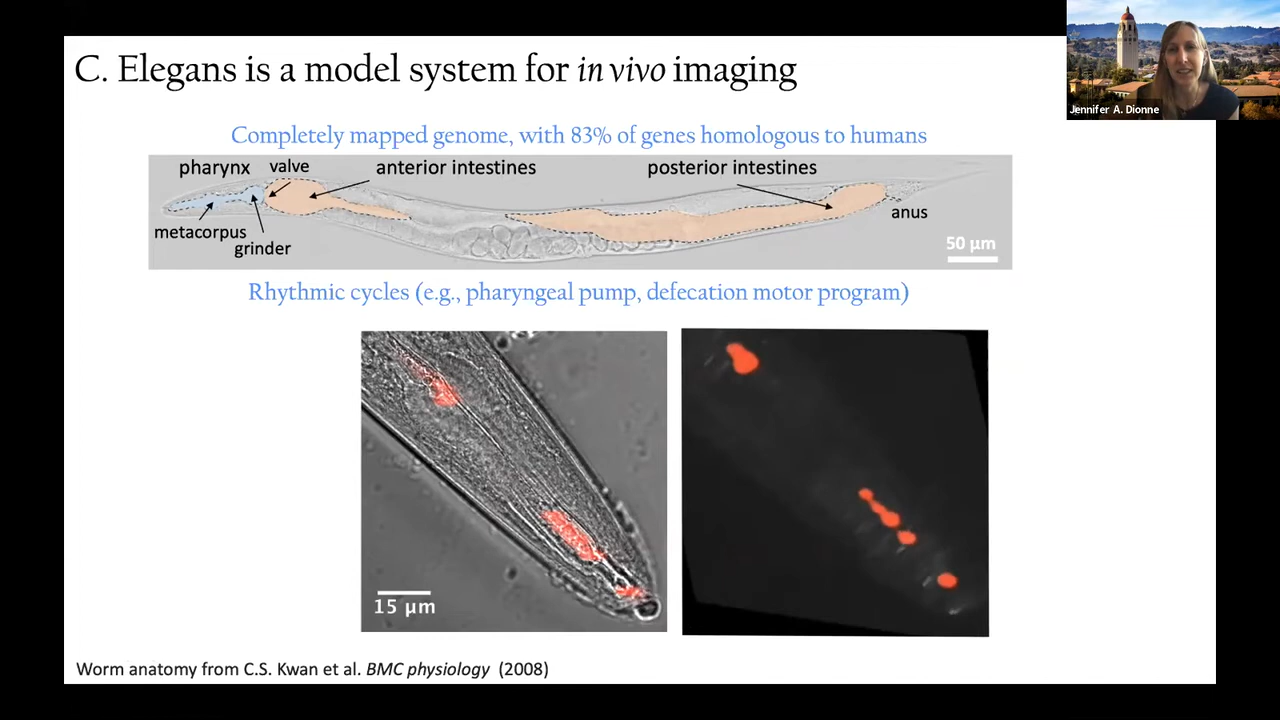 C. Elegans is a model system for in vivo imaging
Jennifer A. Dionne
Completely mapped genome, with 83% of genes homologous to humans
pharynx
valve
anterior intestines
posterior intestines
metacorpus
grinder
anus
50 µm
Rhythmic cycles (e.g., pharyngeal pump, defecation motor program)
15 µm
Worm anatomy from C.S. Kwan et al. BMC physiology (2008)